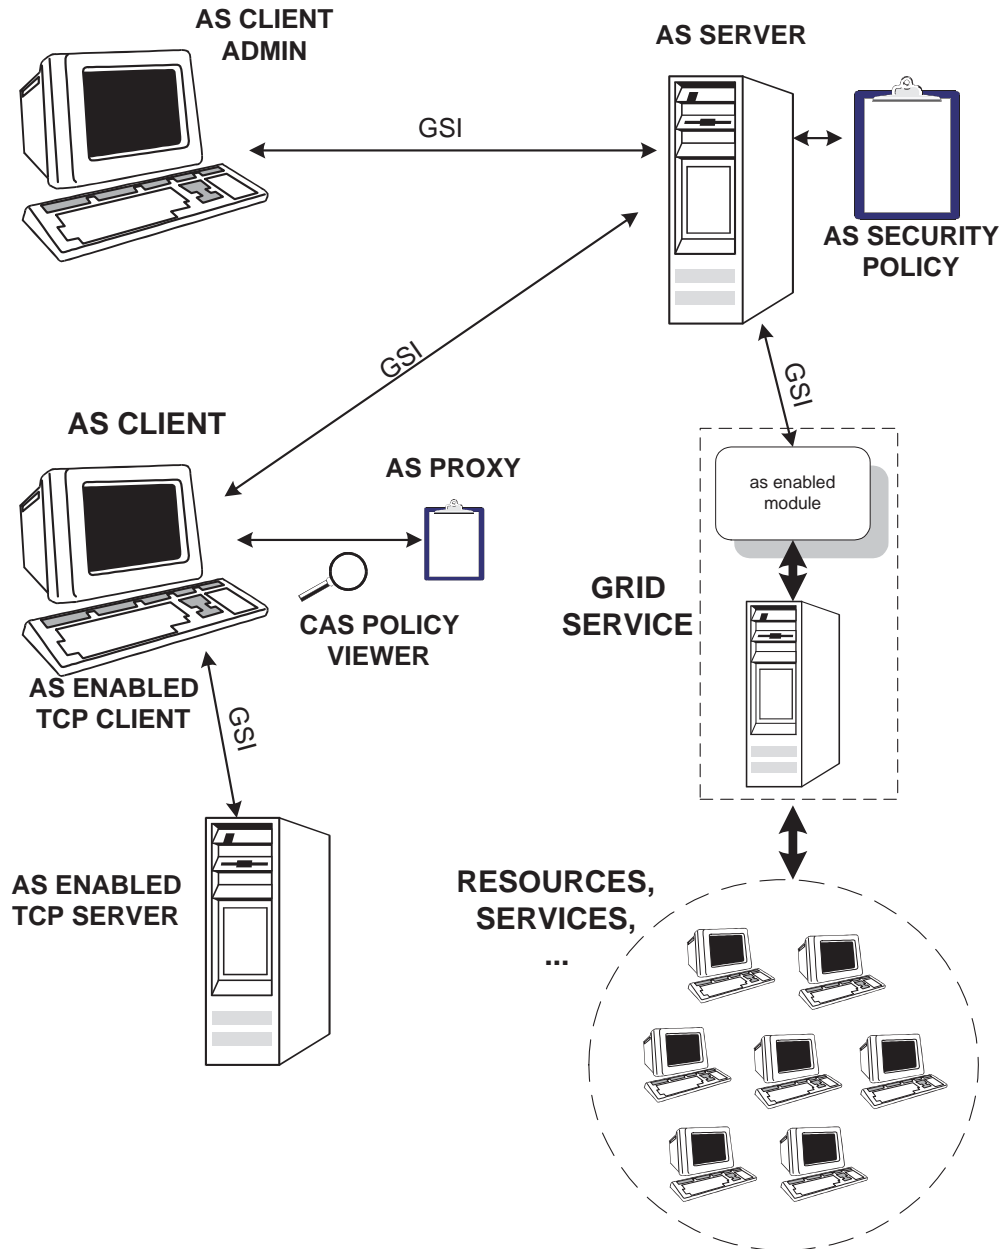 AS CLIENT
ADMIN
AS SERVER
GSI
AS SECURITY
POLICY
GSI
GSI
AS CLIENT
AS PROXY
as enabled
module
GRID
SERVICE
CAS POLICY
VIEWER
AS ENABLED
TCP CLIENT
GSI
AS ENABLED
TCP SERVER
RESOURCES,
SERVICES,
...